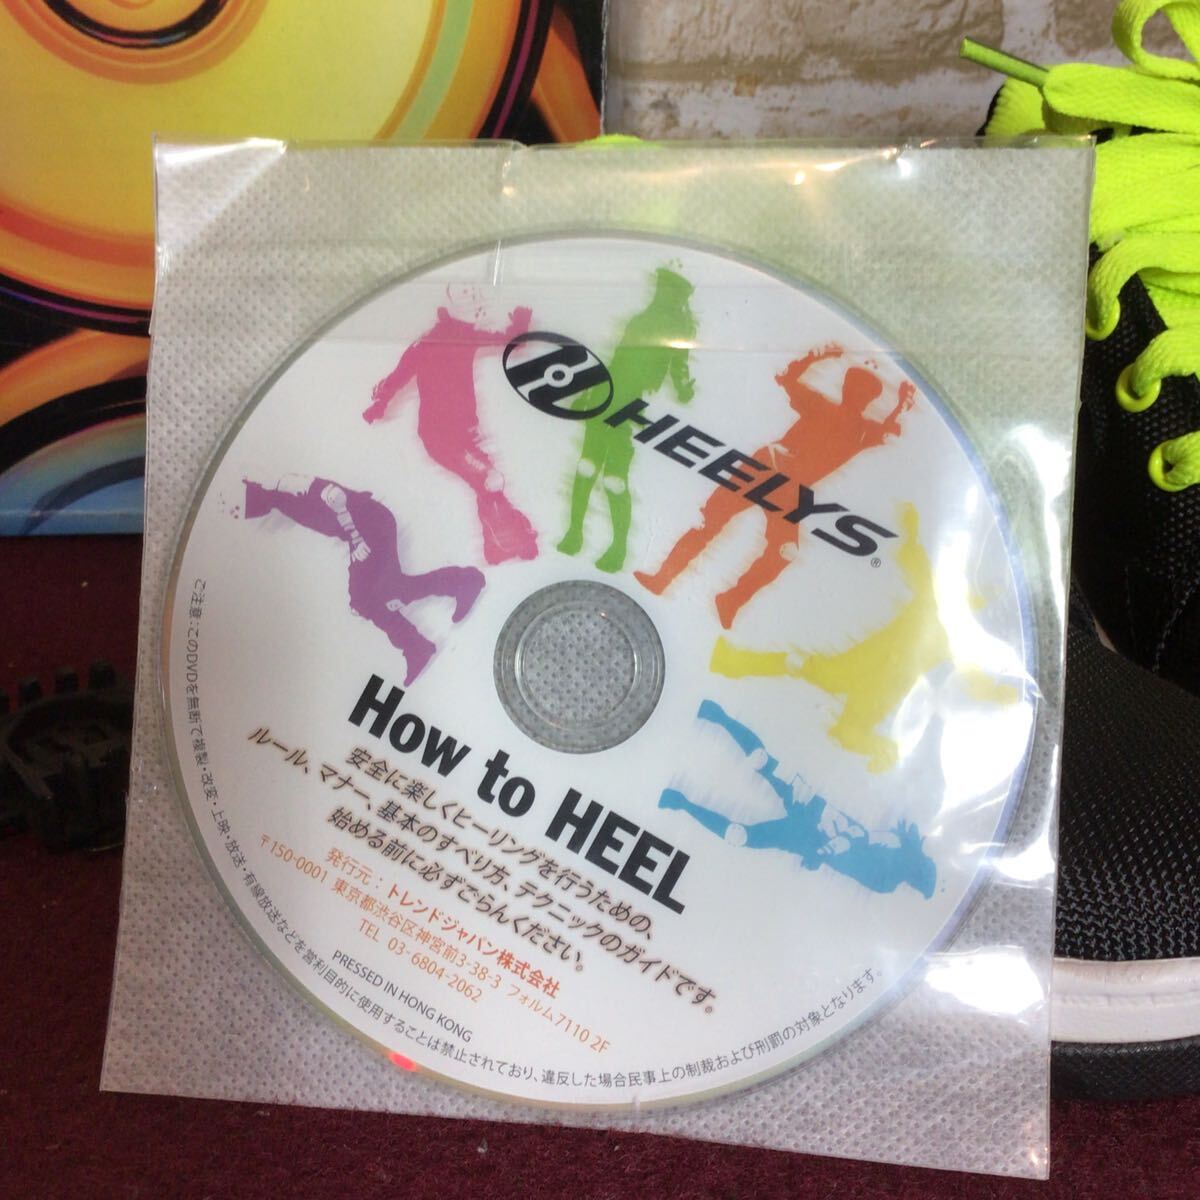 HEELYS®
How to HEEL
安全に楽しくヒーリングを行うための、
ルール、マナー、基本のすべり方、テクニックのガイドです。
始める前に必ずごらんください。
発行元：トレンドジャパン株式会社
〒150-0001 東京都渋谷区神宮前3-38-3 フォルム7110 2F
TEL 03-6804-2062
PRESSED IN HONG KONG
ご注意：このDVDを無断で複製・改変・上映・放送・有線放送などを営利目的に使用することは禁止されており、違反した場合民事上の制裁および刑罰の対象となります。